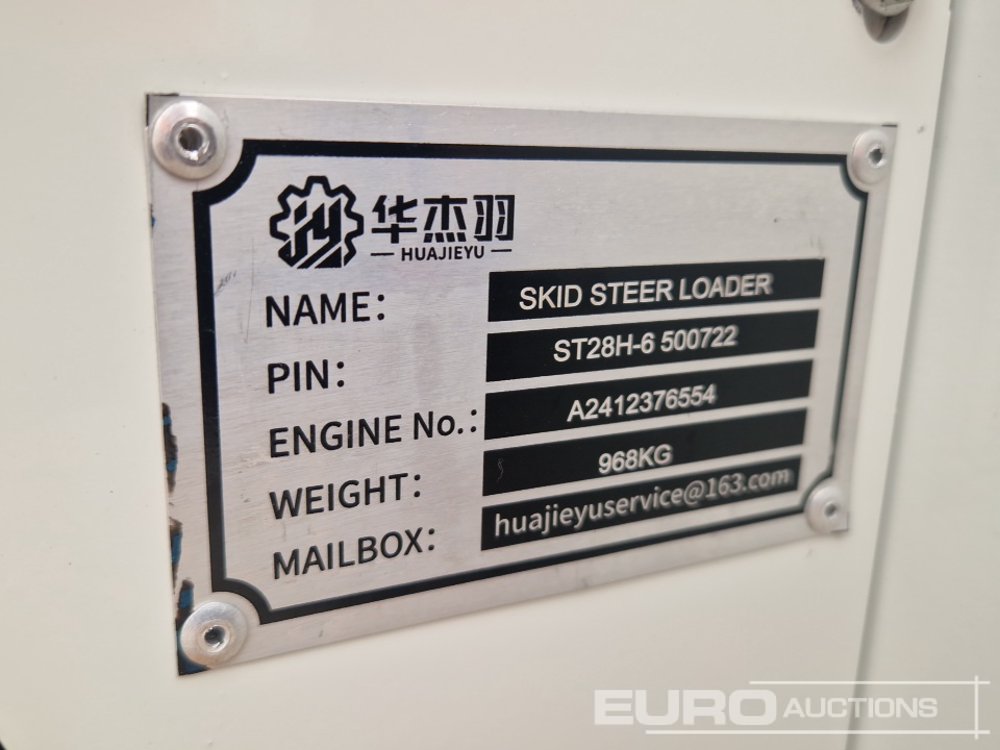 华杰羽
HUAJIEYU
NAME: SKID STEER LOADER
PIN: ST28H-6 500722
ENGINE No.: A2412376554
WEIGHT: 968KG
MAILBOX: huajieyuservice@163.com
EURO AUCTIONS